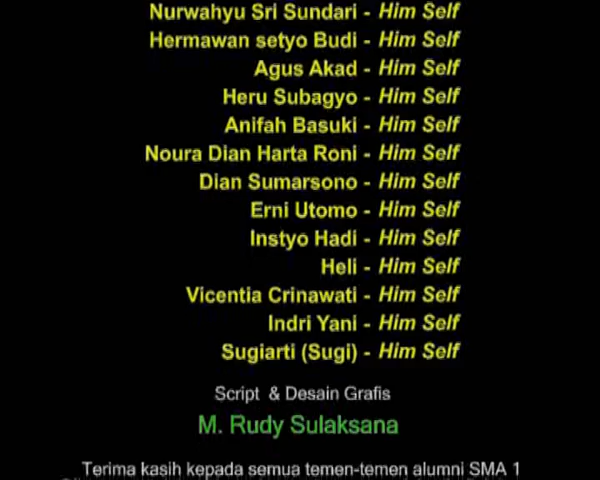 Nurwahyu Sri Sundari - Him Self
Hermawan setyo Budi - Him Self
Agus Akad - Him Self
Heru Subagyo - Him Self
Anifah Basuki - Him Self
Noura Dian Harta Roni - Him Self
Dian Sumarsono - Him Self
Erni Utomo - Him Self
Instyo Hadi - Him Self
Heli - Him Self
Vicentia Crinawati - Him Self
Indri Yani - Him Self
Sugiarti (Sugi) - Him Self
Script & Desain Grafis
M. Rudy Sulaksana
Terima kasih kepada semua temen-temen alumni SMA 1